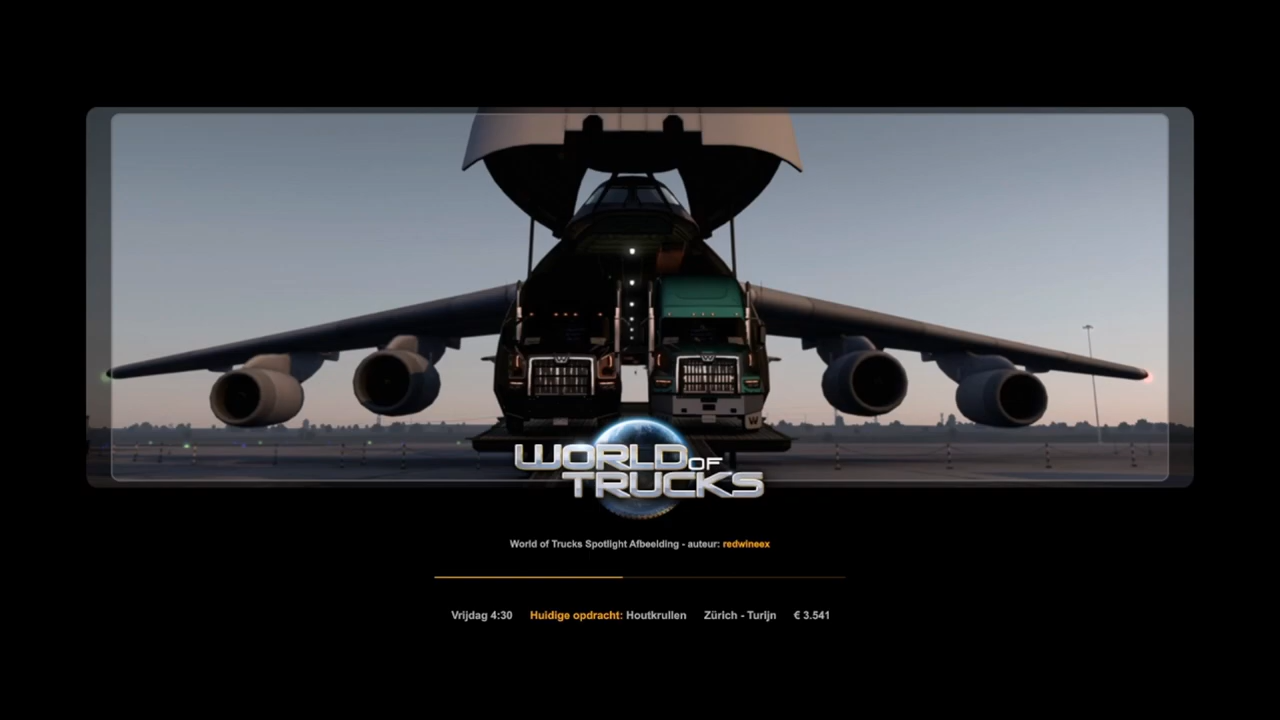 WORLD OF
TRUCKS
World of Trucks Spotlight Afbeelding - auteur: redwineex
Vrijdag 4:30 Huidige opdracht: Houtkrullen Zürich - Turijn € 3.541